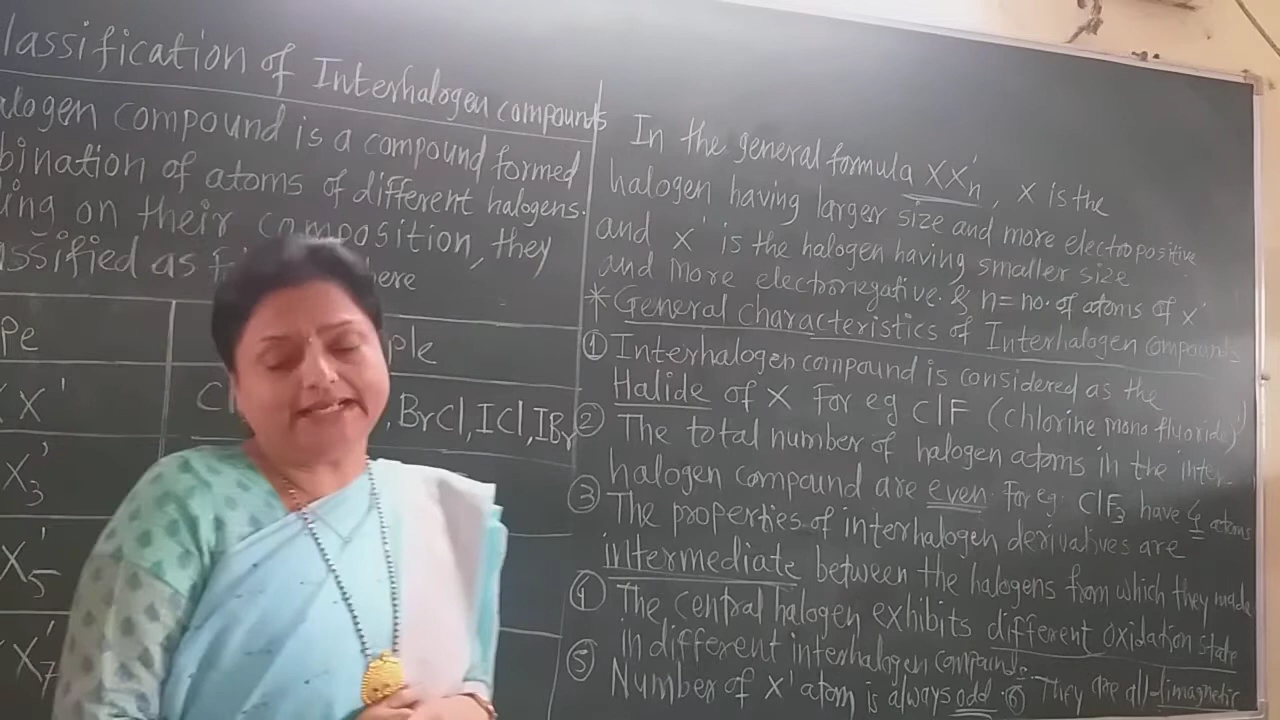 lassification of Interhalogen compounds
alogen compound is a compound formed
bination of atoms of different halogens.
ing on their composition, they
assified as here
Pe ple
X X' Cl , BrCl, ICl, IBr
X X'3
X X'5
X X'7
In the general formula XX'n, X is the
halogen having larger size and more electropositive
and X' is the halogen having smaller size
and more electronegative. & n = no. of atoms of X'
* General characteristics of Interhalogen compounds
① Interhalogen compound is considered as the
Halide of X For eg ClF (chlorine mono fluoride)
② The total number of halogen atoms in the inter-
halogen compound are even. For eg. ClF3 have 4 atoms
③ The properties of interhalogen derivatives are
intermediate between the halogens from which they made
④ The central halogen exhibits different oxidation state
in different interhalogen compounds.
⑤ Number of X' atom is always odd. ⑥ They are all dimagnetic